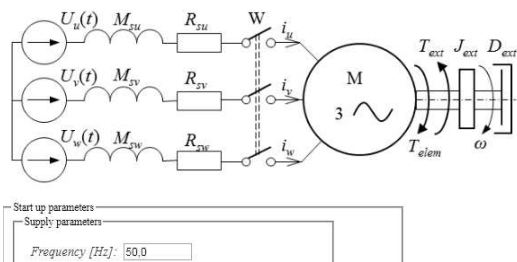 U_u(t) M_su R_su W i_u
T_ext J_ext D_ext
U_v(t) M_sv R_sv i_v M
3
U_w(t) M_sw R_sw i_w T_elem ω
Start up parameters
Supply parameters
Frequency [Hz]: 50,0